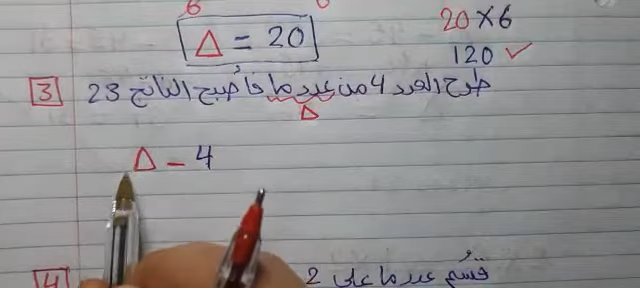 Δ = 20
20 × 6
120 ✓
3 طرح العدد 4 من عدد ما فأصبح الناتج 23
Δ
Δ - 4
4 قسم عدد ما على 2